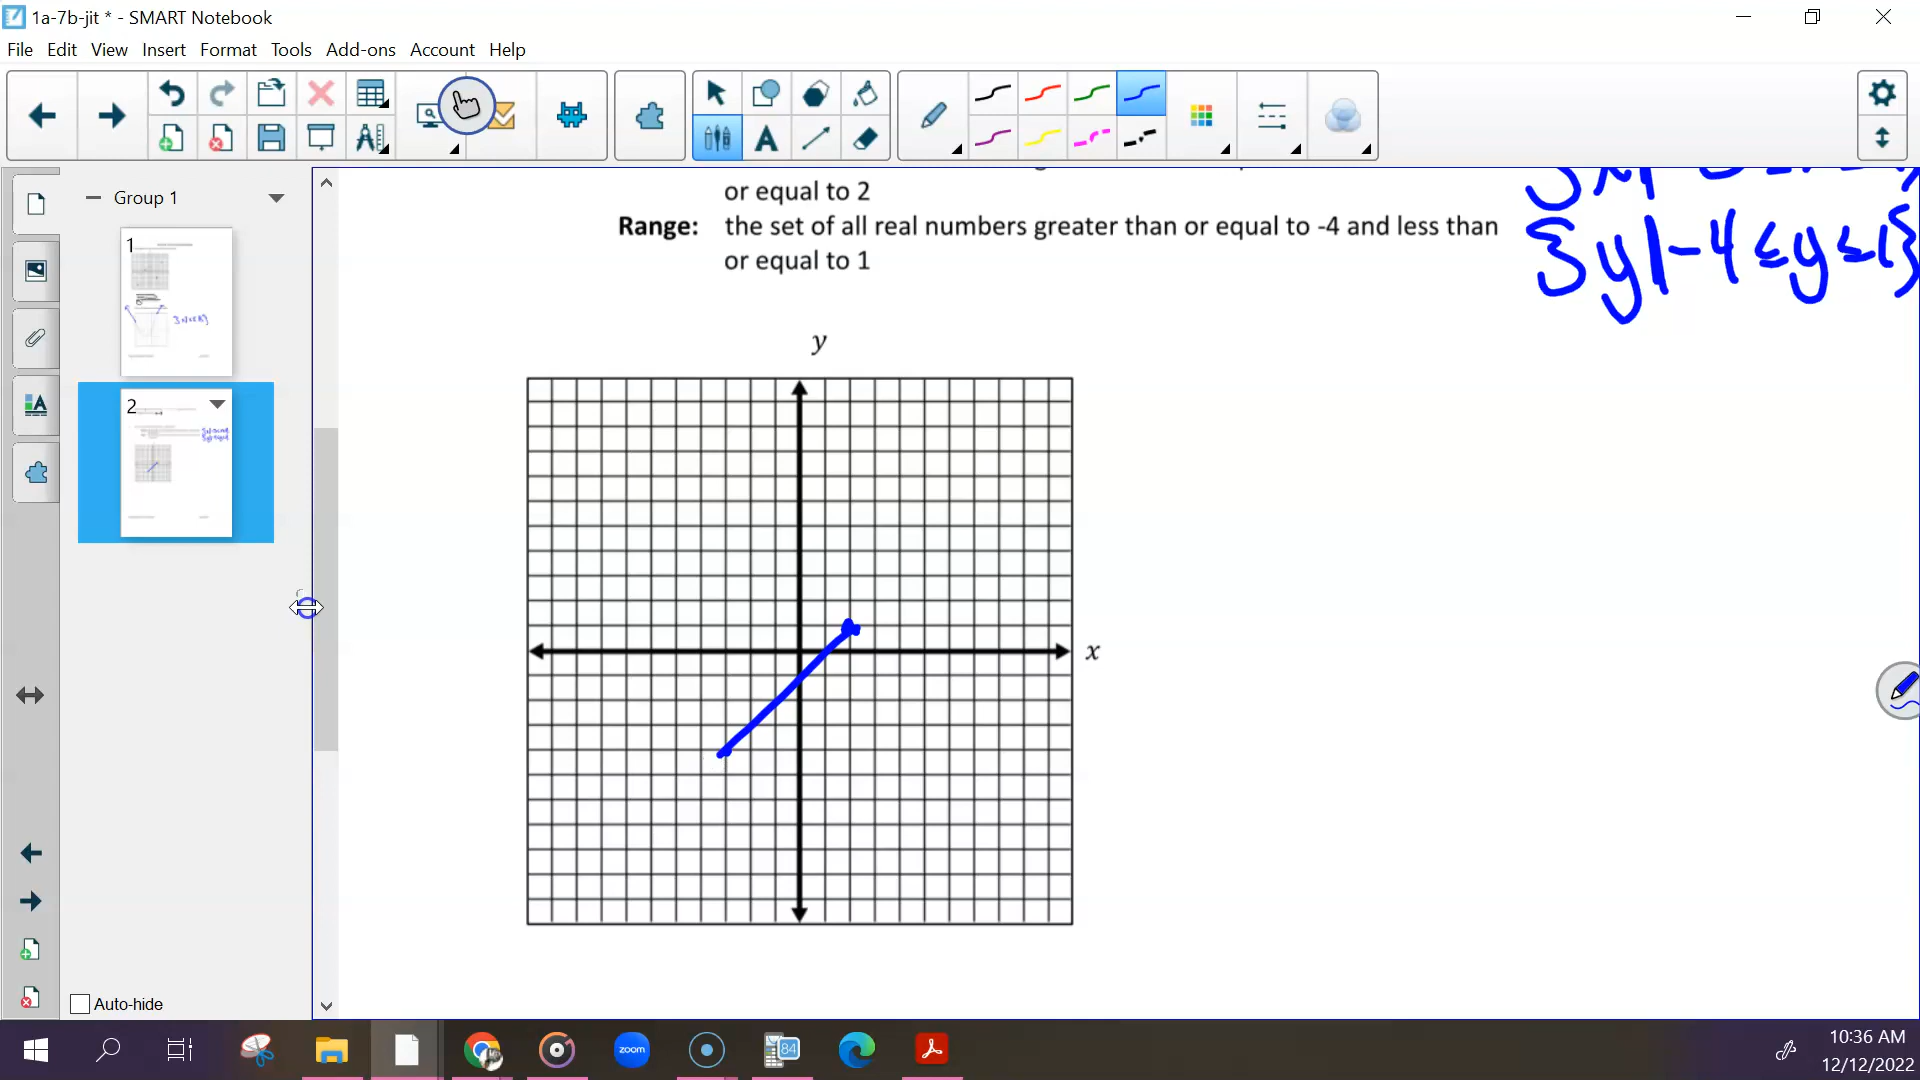 1a-7b-jit * - SMART Notebook
File Edit View Insert Format Tools Add-ons Account Help
Group 1
1
2
or equal to 2
Range: the set of all real numbers greater than or equal to -4 and less than
or equal to 1
{y|-4≤y≤1}
y
x
Auto-hide
zoom
84
10:36 AM
12/12/2022